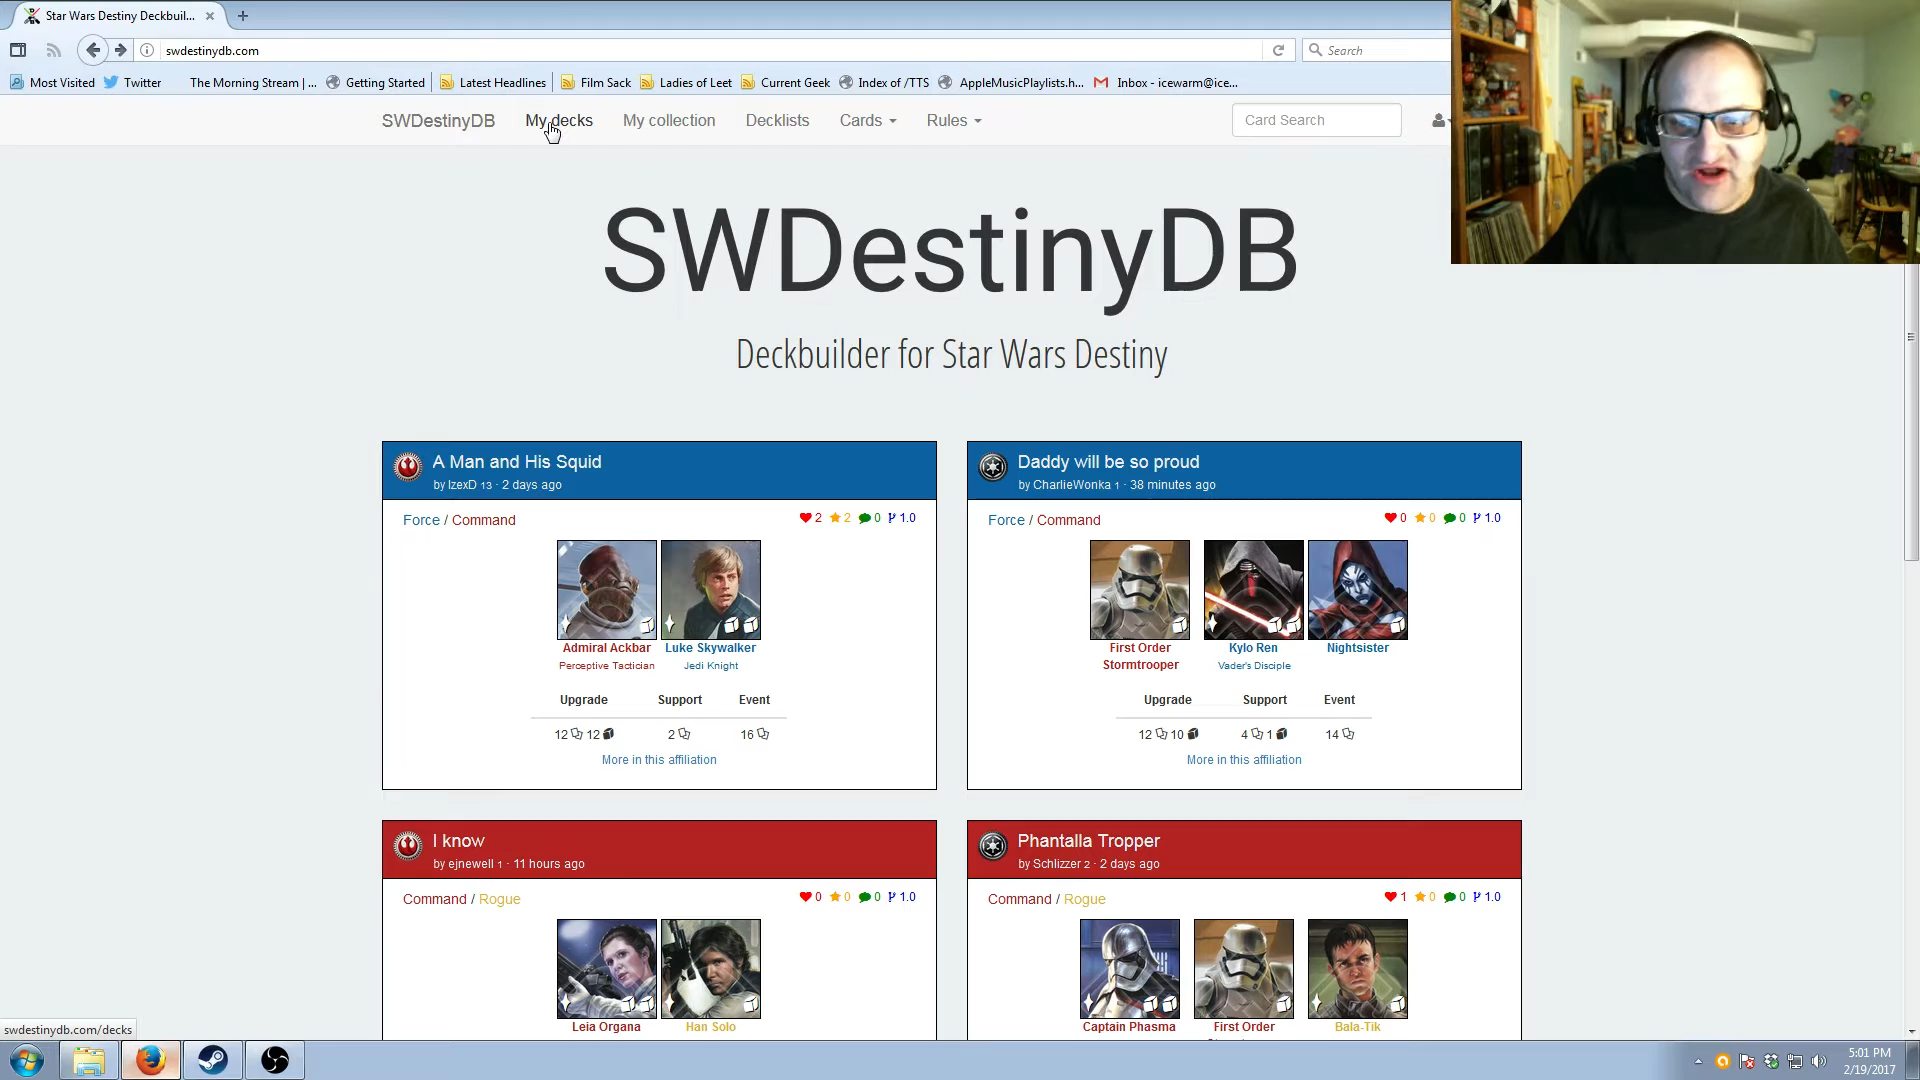 Star Wars Destiny Deckbuil...
swdestinydb.com
Search
Most Visited Twitter The Morning Stream | ... Getting Started Latest Headlines Film Sack Ladies of Leet Current Geek Index of /TTS AppleMusicPlaylists.h... Inbox - icewarm@ice...
SWDestinyDB My decks My collection Decklists Cards Rules Card Search
SWDestinyDB
Deckbuilder for Star Wars Destiny
A Man and His Squid
by IzexD 13 · 2 days ago
Force / Command 2 2 0 1.0
Admiral Ackbar Luke Skywalker
Perceptive Tactician Jedi Knight
Upgrade Support Event
12 12 2 16
More in this affiliation
Daddy will be so proud
by CharlieWonka 1 · 38 minutes ago
Force / Command 0 0 0 1.0
First Order Kylo Ren Nightsister
Stormtrooper Vader's Disciple
Upgrade Support Event
12 10 4 1 14
More in this affiliation
I know
by ejnewell 1 · 11 hours ago
Command / Rogue 0 0 0 1.0
Leia Organa Han Solo
Phantalla Tropper
by Schlizzer 2 · 2 days ago
Command / Rogue 1 0 0 1.0
Captain Phasma First Order Bala-Tik
swdestinydb.com/decks
5:01 PM
2/19/2017